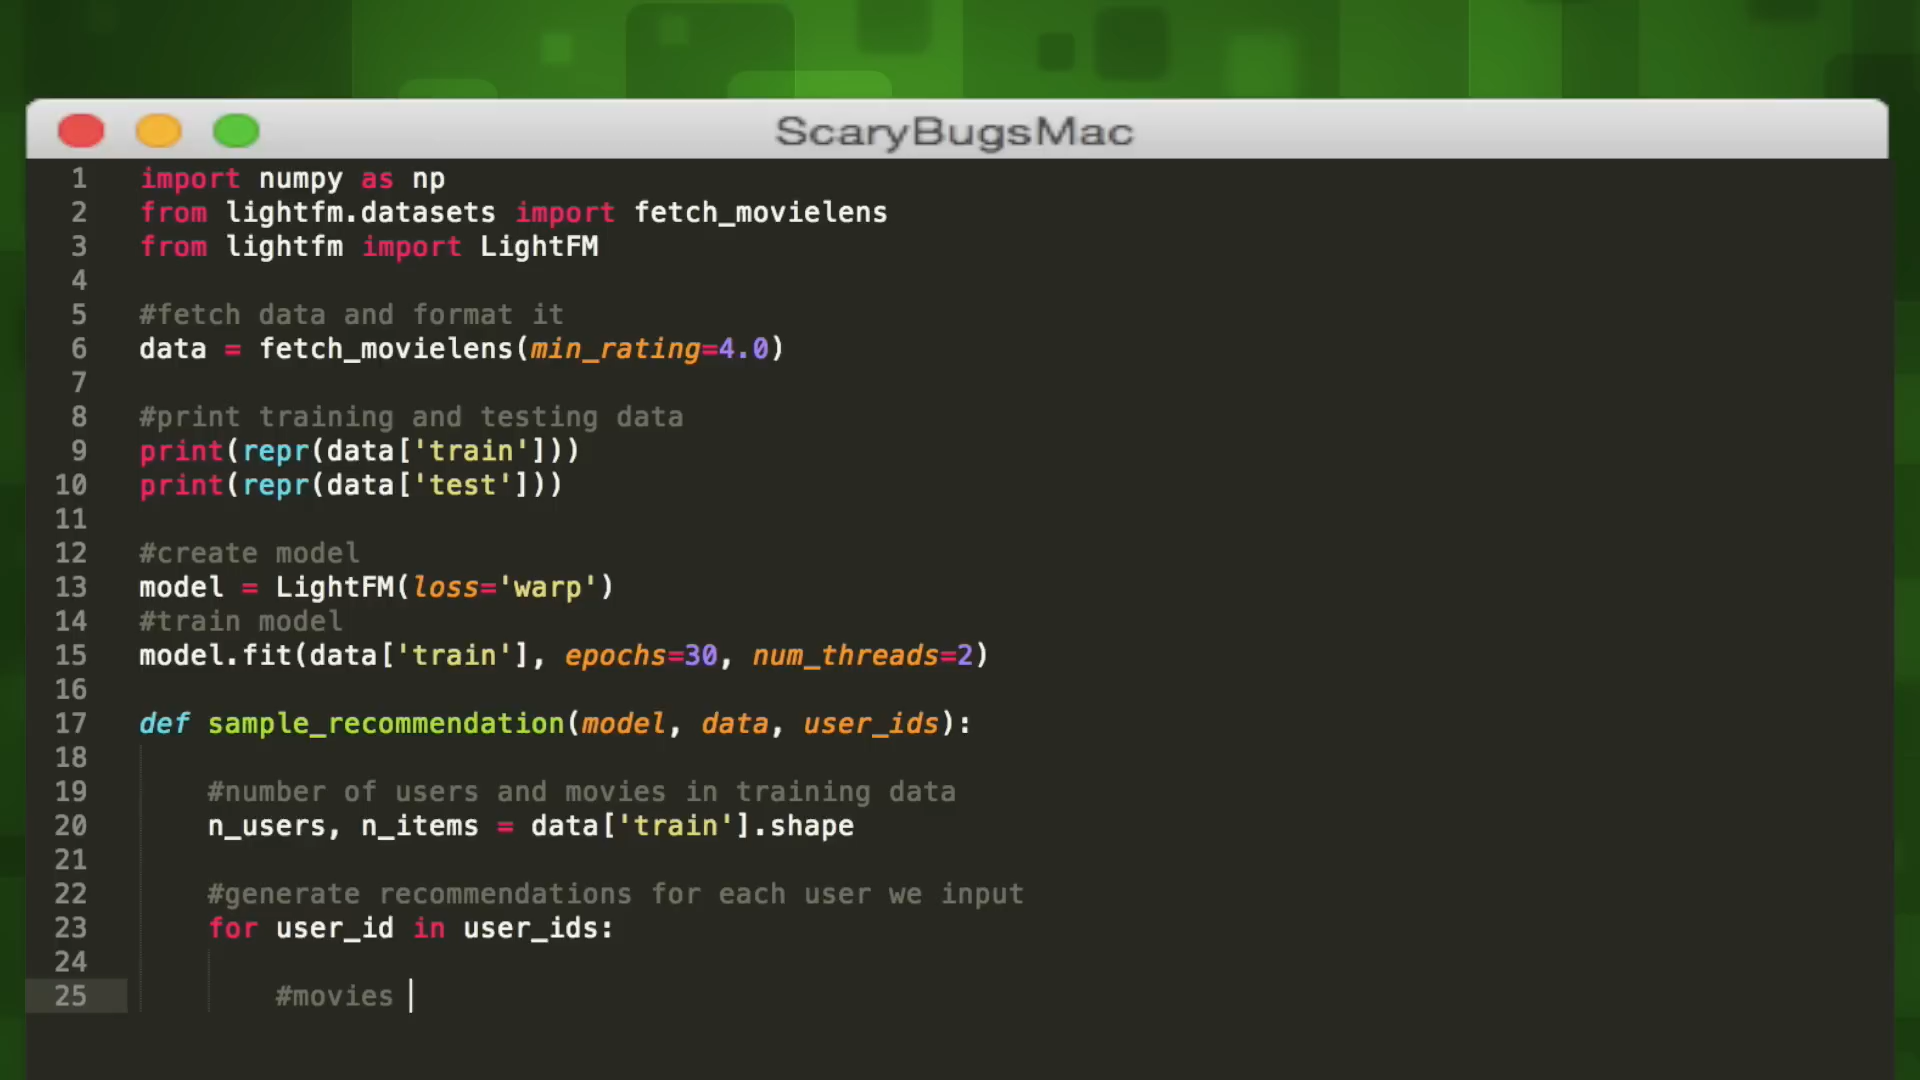 ScaryBugsMac
1 import numpy as np
2 from lightfm.datasets import fetch_movielens
3 from lightfm import LightFM
4
5 #fetch data and format it
6 data = fetch_movielens(min_rating=4.0)
7
8 #print training and testing data
9 print(repr(data['train']))
10 print(repr(data['test']))
11
12 #create model
13 model = LightFM(loss='warp')
14 #train model
15 model.fit(data['train'], epochs=30, num_threads=2)
16
17 def sample_recommendation(model, data, user_ids):
18
19     #number of users and movies in training data
20     n_users, n_items = data['train'].shape
21
22     #generate recommendations for each user we input
23     for user_id in user_ids:
24
25         #movies